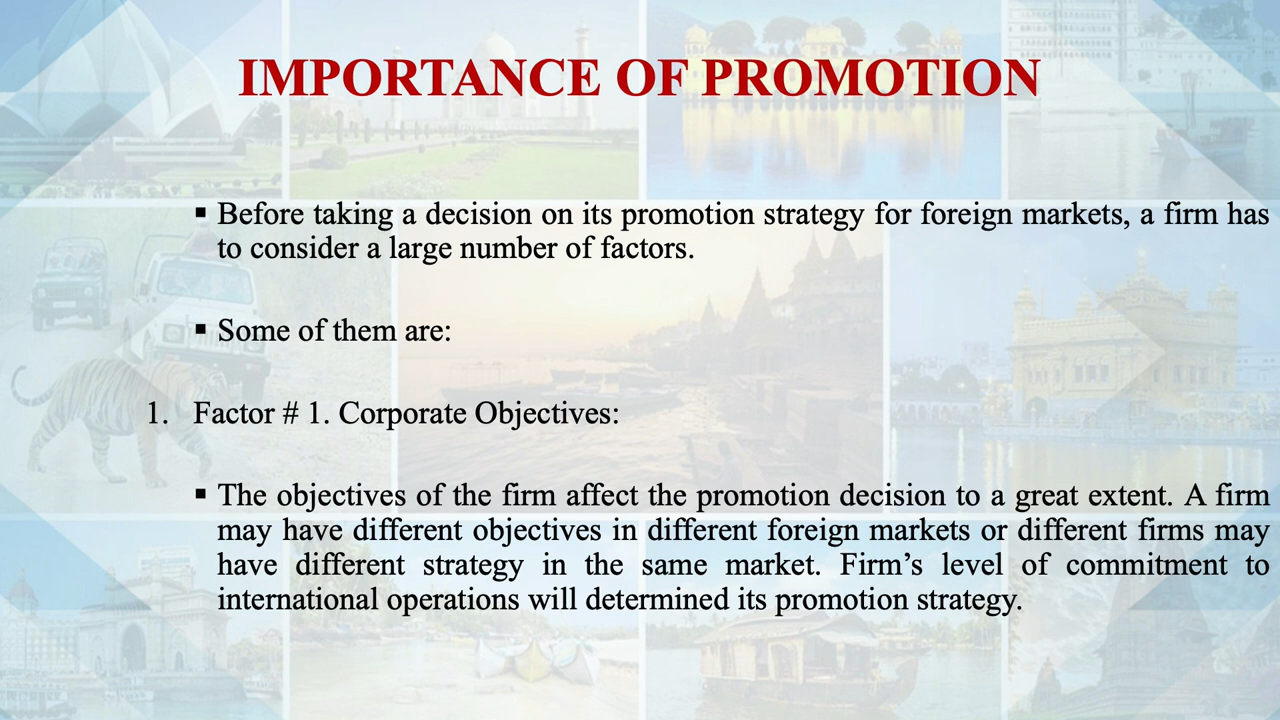 IMPORTANCE OF PROMOTION
▪ Before taking a decision on its promotion strategy for foreign markets, a firm has
to consider a large number of factors.
▪ Some of them are:
1. Factor # 1. Corporate Objectives:
▪ The objectives of the firm affect the promotion decision to a great extent. A firm
may have different objectives in different foreign markets or different firms may
have different strategy in the same market. Firm’s level of commitment to
international operations will determined its promotion strategy.